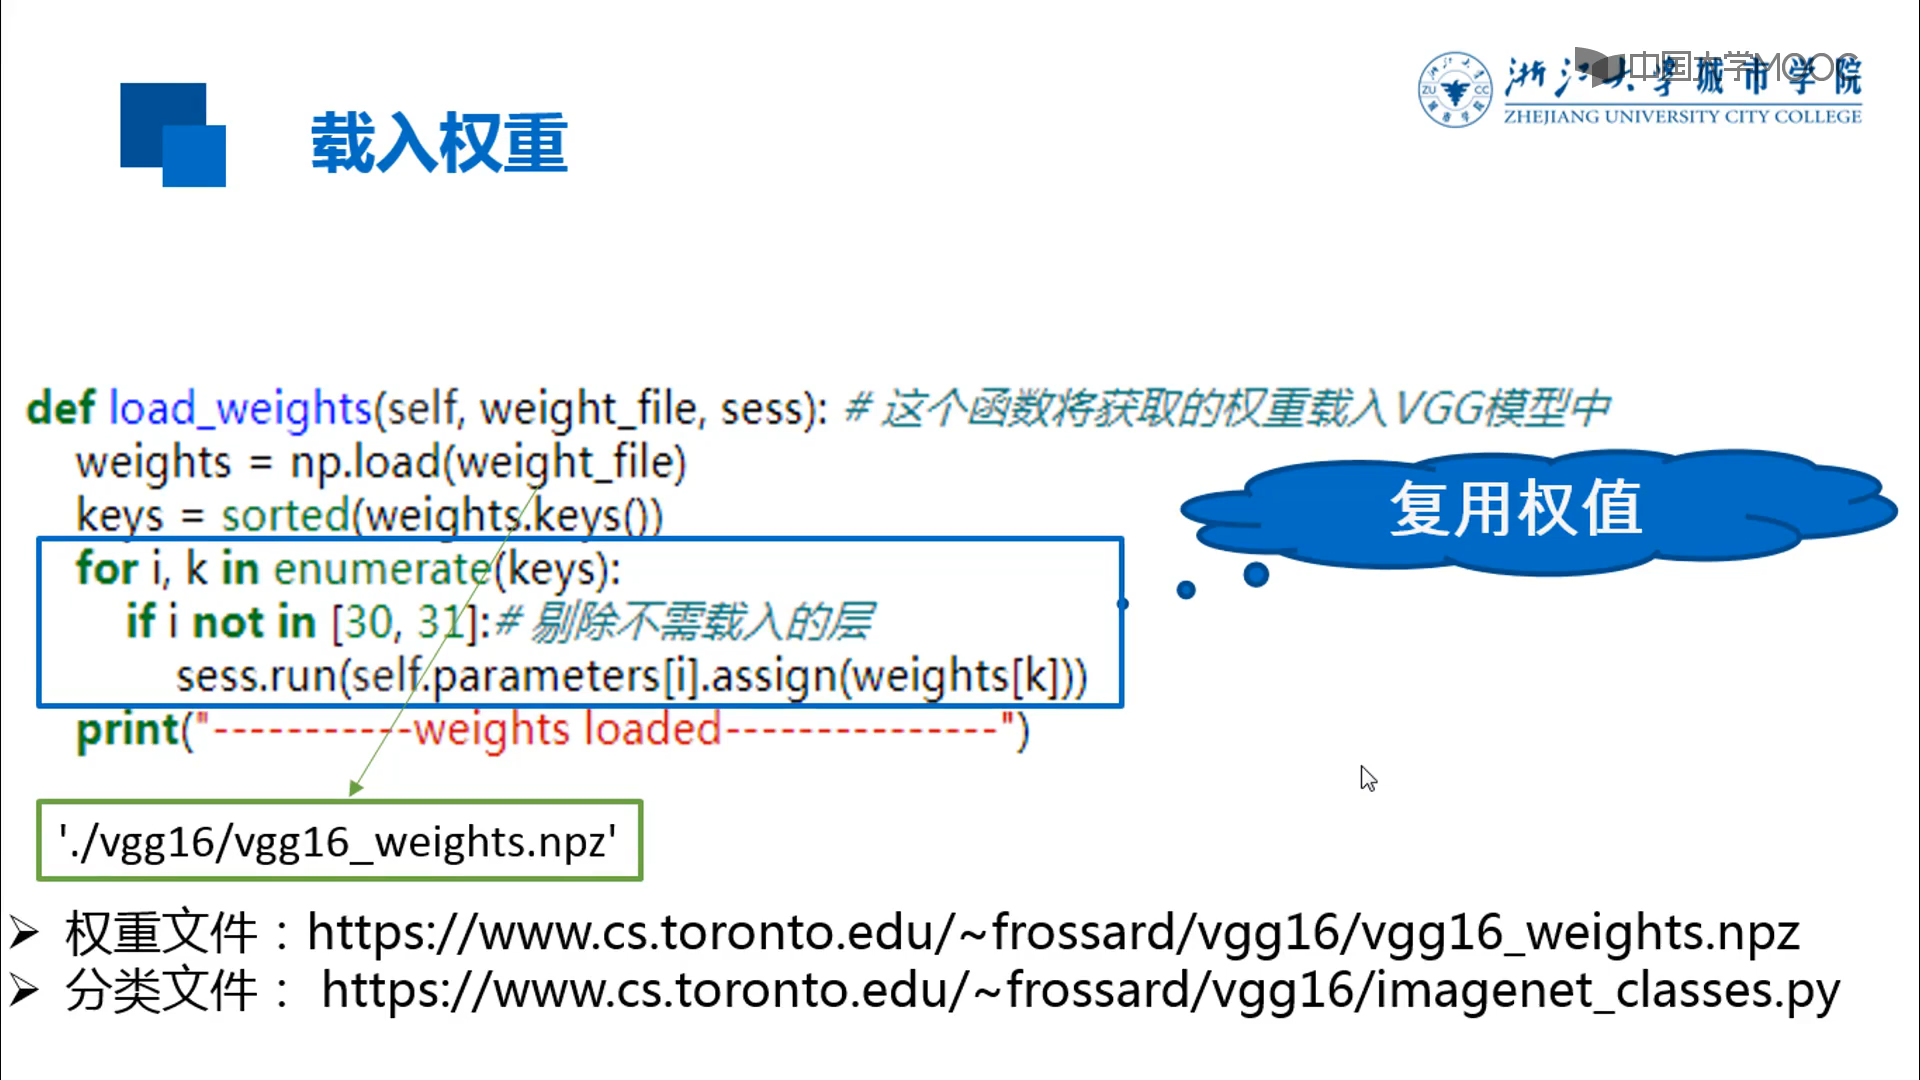 中国大学MOOC
浙江大学城市学院
ZHEJIANG UNIVERSITY CITY COLLEGE
ZU CC
载入权重
def load_weights(self, weight_file, sess): # 这个函数将获取的权重载入VGG模型中
weights = np.load(weight_file)
keys = sorted(weights.keys())
for i, k in enumerate(keys):
if i not in [30, 31]:# 剔除不需载入的层
sess.run(self.parameters[i].assign(weights[k]))
print("-----------weights loaded---------------")
复用权值
'./vgg16/vgg16_weights.npz'
➢ 权重文件：https://www.cs.toronto.edu/~frossard/vgg16/vgg16_weights.npz
➢ 分类文件： https://www.cs.toronto.edu/~frossard/vgg16/imagenet_classes.py